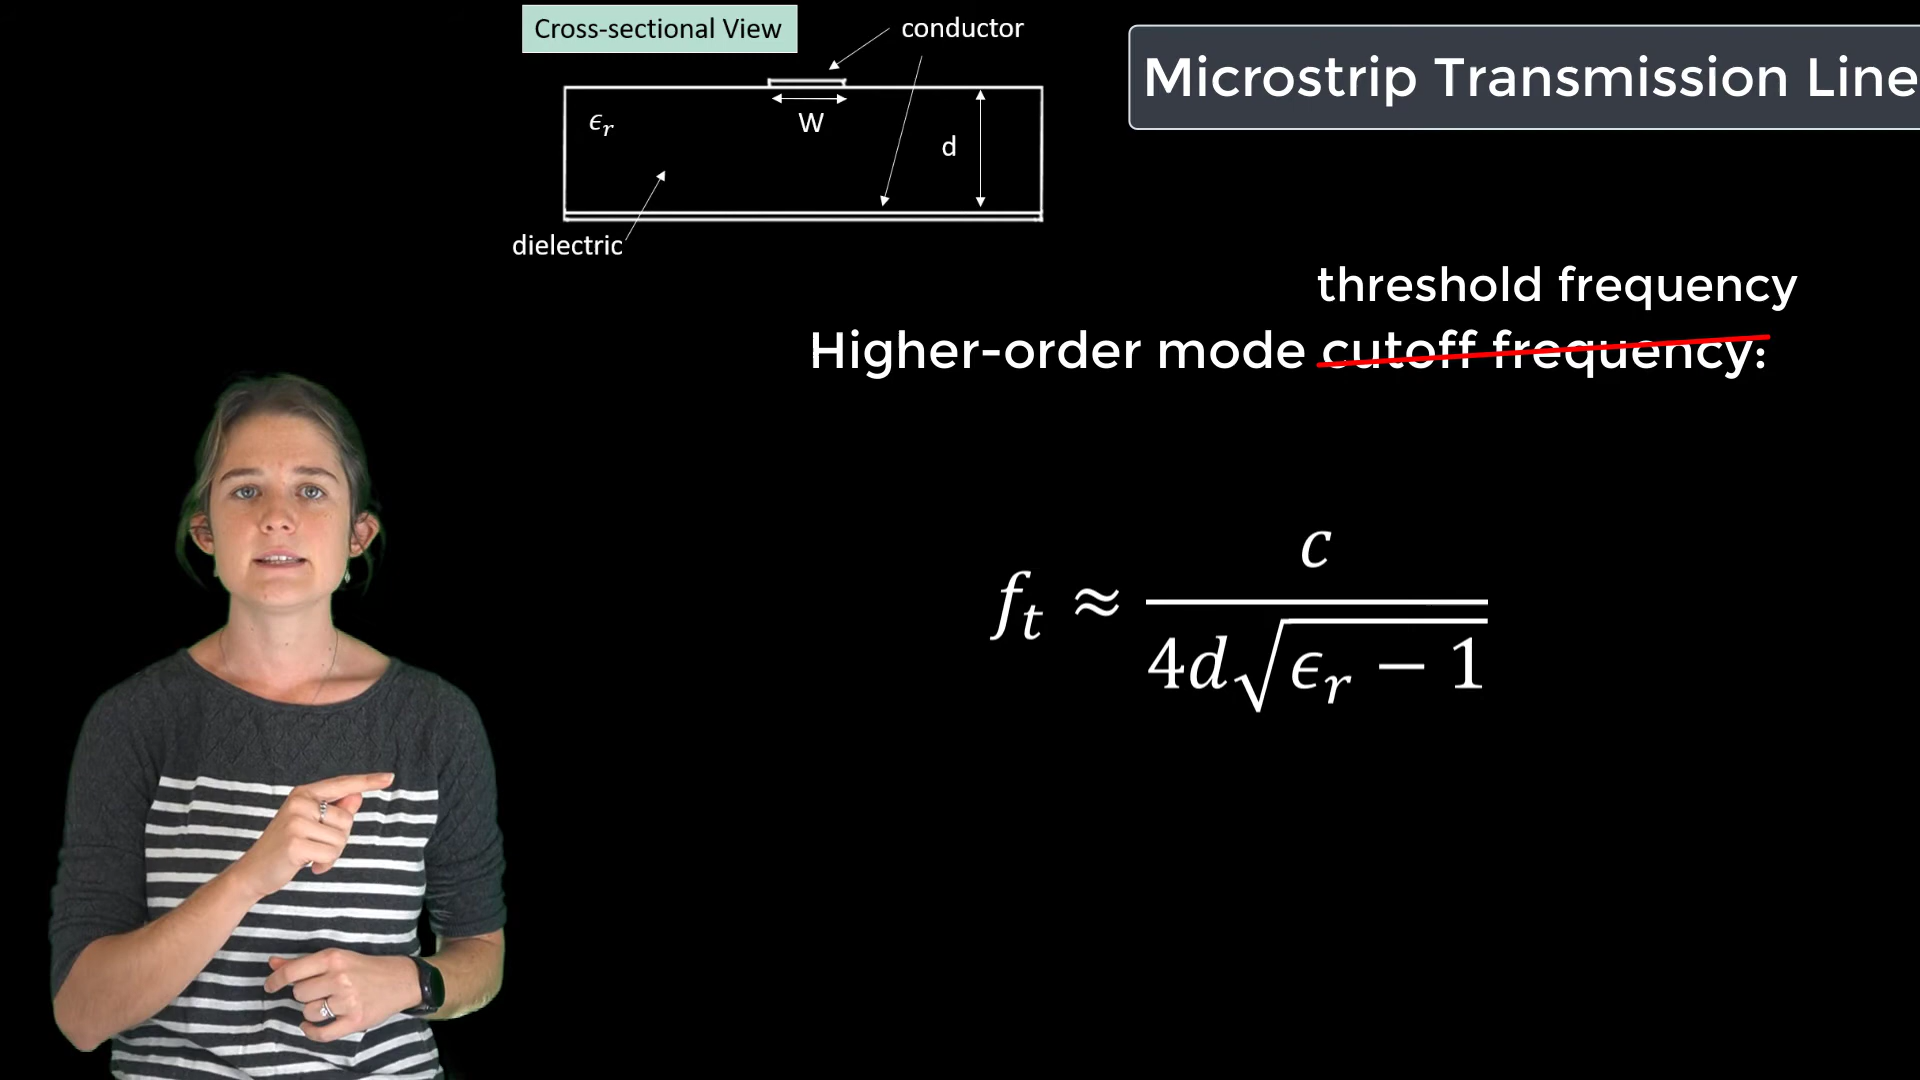 Cross-sectional View
conductor
Microstrip Transmission Line
ϵr
W
d
dielectric
threshold frequency
Higher-order mode cutoff frequency:
ft ≈ c / 4d√ϵr − 1